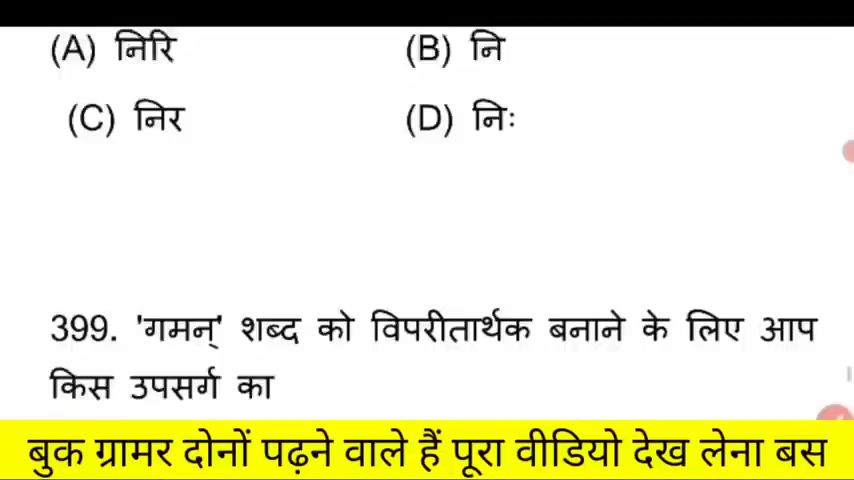 (A) निरि (B) नि
(C) निर (D) निः
399. 'गमन्' शब्द को विपरीतार्थक बनाने के लिए आप
किस उपसर्ग का
बुक ग्रामर दोनों पढ़ने वाले हैं पूरा वीडियो देख लेना बस